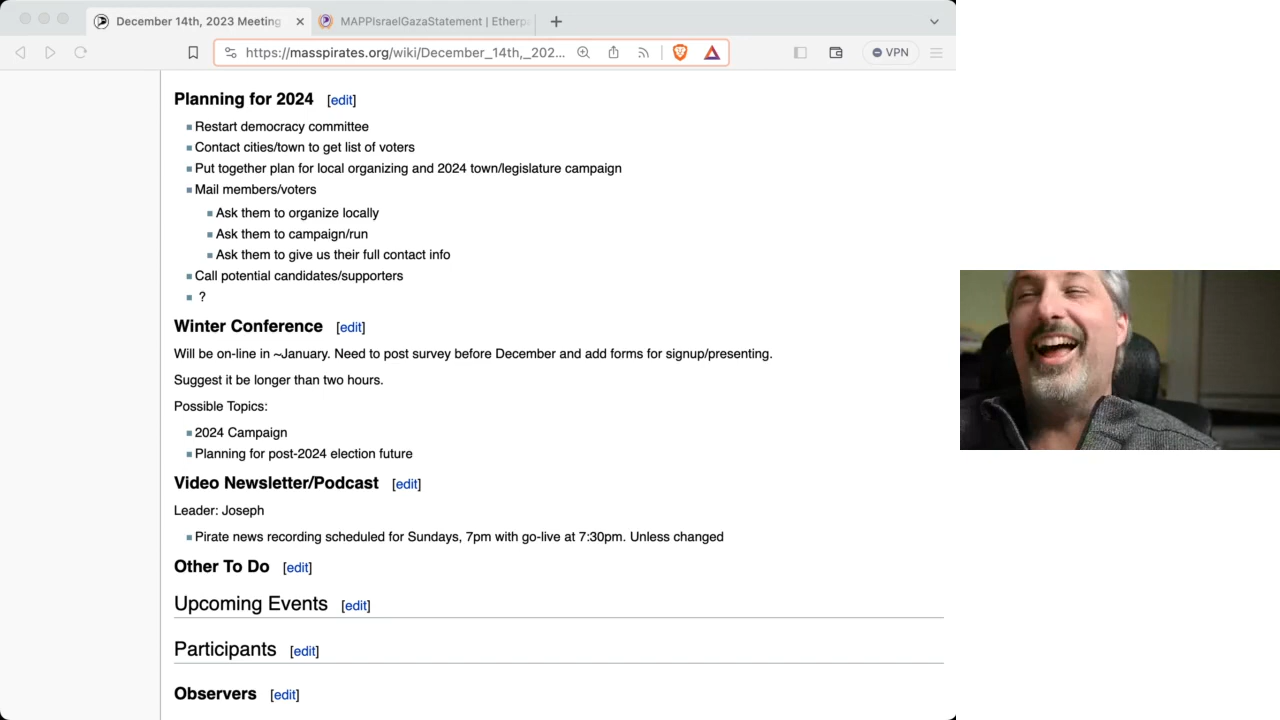 December 14th, 2023 Meeting
MAPPIsraelGazaStatement | Etherp
https://masspirates.org/wiki/December_14th,_202...
VPN
Planning for 2024 [edit]
Restart democracy committee
Contact cities/town to get list of voters
Put together plan for local organizing and 2024 town/legislature campaign
Mail members/voters
Ask them to organize locally
Ask them to campaign/run
Ask them to give us their full contact info
Call potential candidates/supporters
?
Winter Conference [edit]
Will be on-line in ~January. Need to post survey before December and add forms for signup/presenting.
Suggest it be longer than two hours.
Possible Topics:
2024 Campaign
Planning for post-2024 election future
Video Newsletter/Podcast [edit]
Leader: Joseph
Pirate news recording scheduled for Sundays, 7pm with go-live at 7:30pm. Unless changed
Other To Do [edit]
Upcoming Events [edit]
Participants [edit]
Observers [edit]